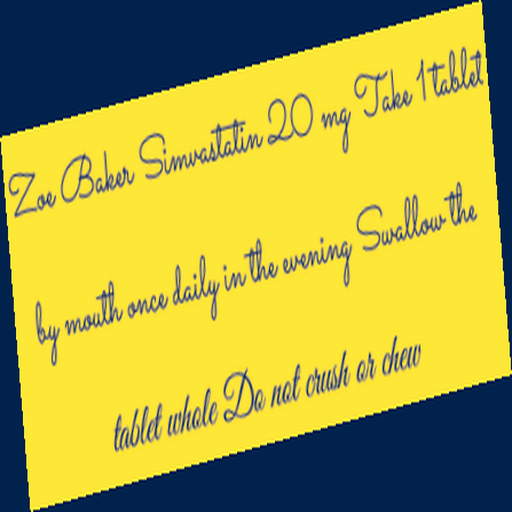 Zoe Baker Simvastatin 20 mg Take 1 tablet
by mouth once daily in the evening Swallow the
tablet whole Do not crush or chew